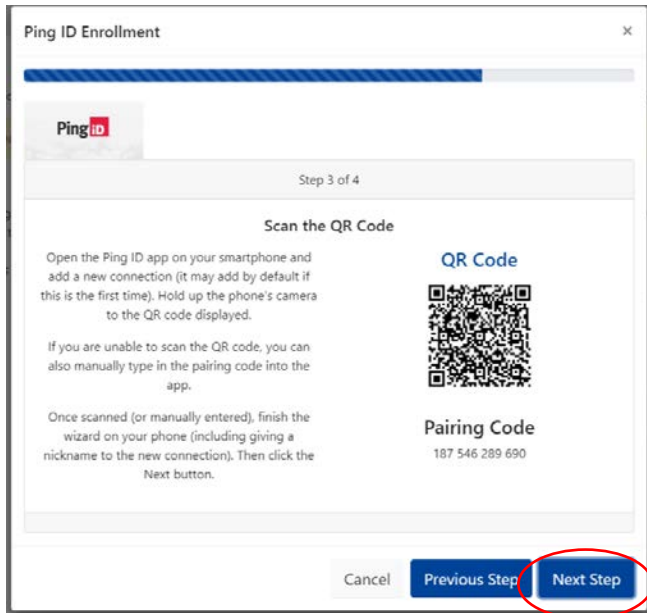 Ping ID Enrollment ×
Ping iD
Step 3 of 4
Scan the QR Code
Open the Ping ID app on your smartphone and
add a new connection (it may add by default if
this is the first time). Hold up the phone's camera
to the QR code displayed.
If you are unable to scan the QR code, you can
also manually type in the pairing code into the
app.
Once scanned (or manually entered), finish the
wizard on your phone (including giving a
nickname to the new connection). Then click the
Next button.
QR Code
Pairing Code
187 546 289 690
Cancel Previous Step Next Step